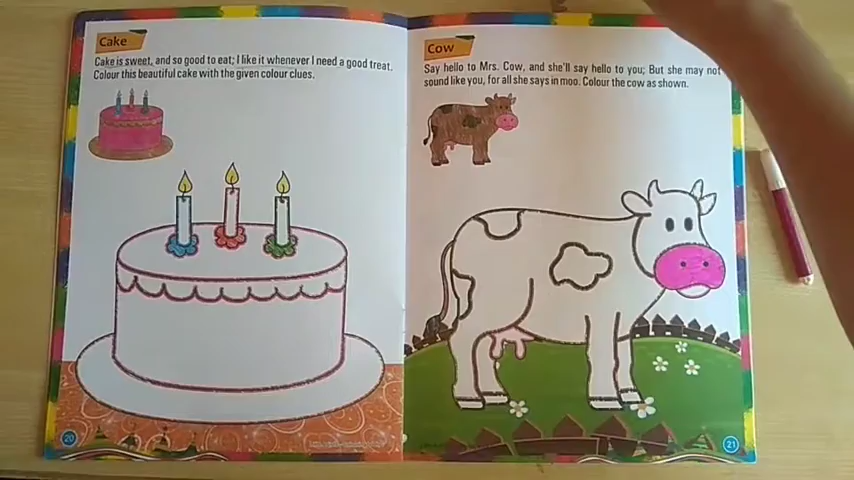 Cake
Cake is sweet, and so good to eat; I like it whenever I need a good treat.
Colour this beautiful cake with the given colour clues.
20
Cow
Say hello to Mrs. Cow, and she'll say hello to you; But she may not
sound like you, for all she says in moo. Colour the cow as shown.
21